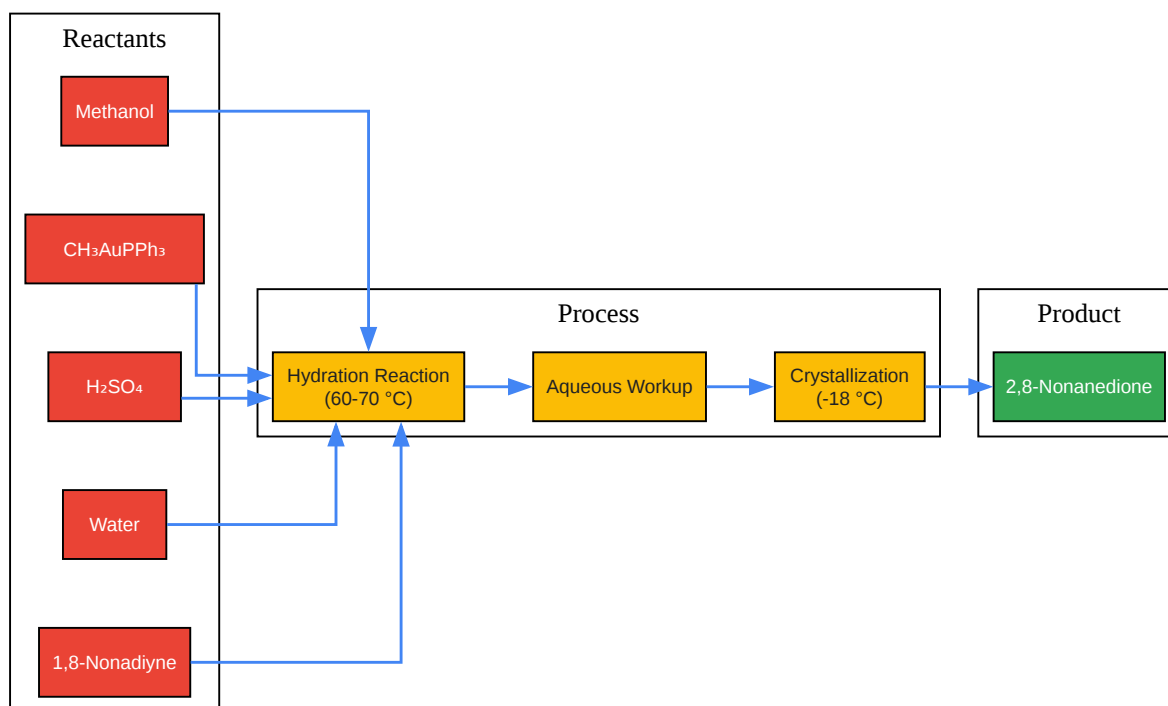 Reactants
Methanol
CH₃AuPPh₃
H₂SO₄
Water
1,8-Nonadiyne
Process
Hydration Reaction
(60-70 °C)
Aqueous Workup
Crystallization
(-18 °C)
Product
2,8-Nonanedione